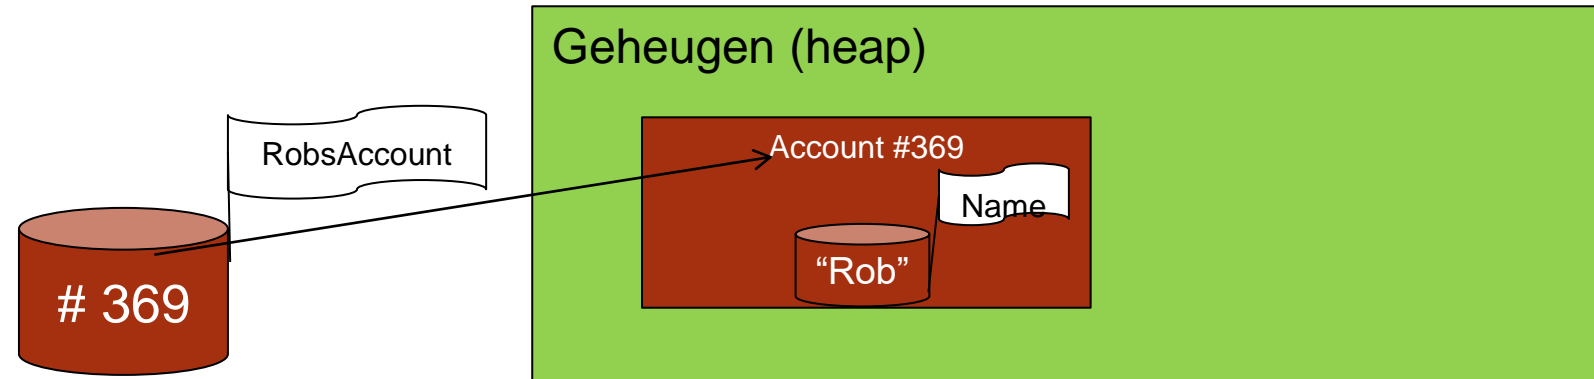 Geheugen (heap)
RobsAccount
Account #369
Name
“Rob”
# 369